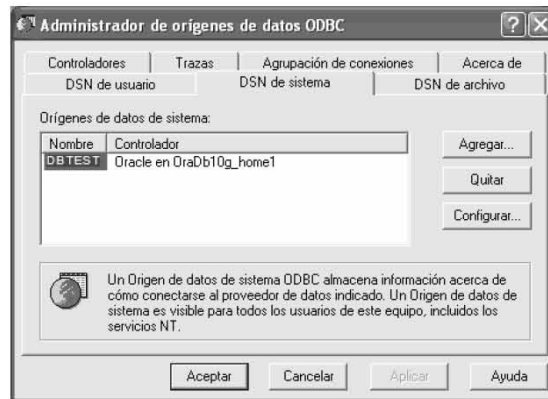 Administrador de orígenes de datos ODBC
Controladores Trazas Agrupación de conexiones Acerca de
DSN de usuario DSN de sistema DSN de archivo
Orígenes de datos de sistema:
Nombre Controlador
DBTEST Oracle en OraDb10g_home1
Agregar...
Quitar
Configurar...
Un Origen de datos de sistema ODBC almacena información acerca de
cómo conectarse al proveedor de datos indicado. Un Origen de datos de
sistema es visible para todos los usuarios de este equipo, incluidos los
servicios NT.
Aceptar Cancelar Aplicar Ayuda